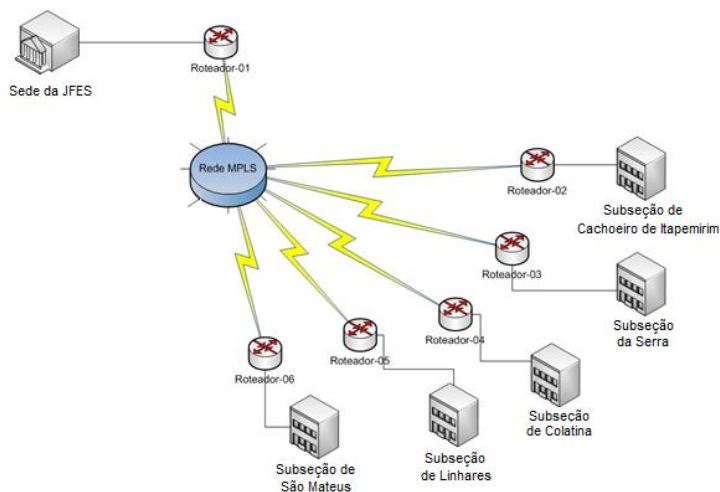 Roteador-01
Sede da JFES
Rede MPLS
Roteador-02
Subseção de
Cachoeiro de Itapemirim
Roteador-03
Subseção
da Serra
Roteador-04
Roteador-05
Roteador-06
Subseção
de Colatina
Subseção
de Linhares
Subseção de
São Mateus